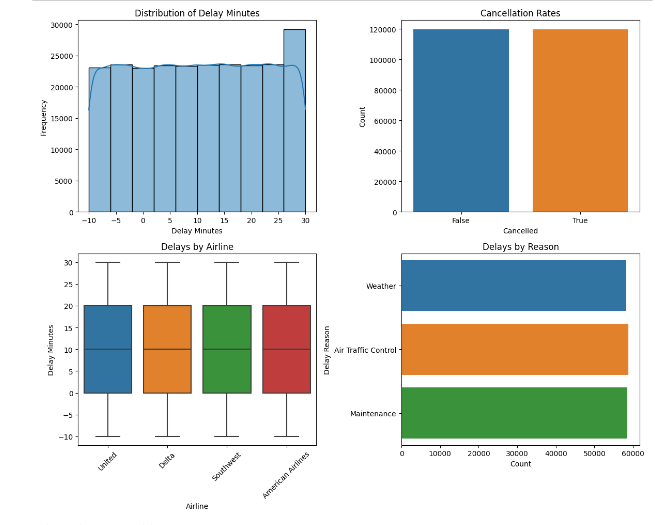 Distribution of Delay Minutes
Frequency
30000
25000
20000
15000
10000
5000
0
−10
−5
0
5
10
15
20
25
30
Delay Minutes
Cancellation Rates
Count
120000
100000
80000
60000
40000
20000
0
False
True
Cancelled
Delays by Airline
Delay Minutes
30
25
20
15
10
5
0
−5
−10
United
Delta
Southwest
American Airlines
Airline
Delays by Reason
Delay Reason
Weather
Air Traffic Control
Maintenance
0
10000
20000
30000
40000
50000
60000
Count